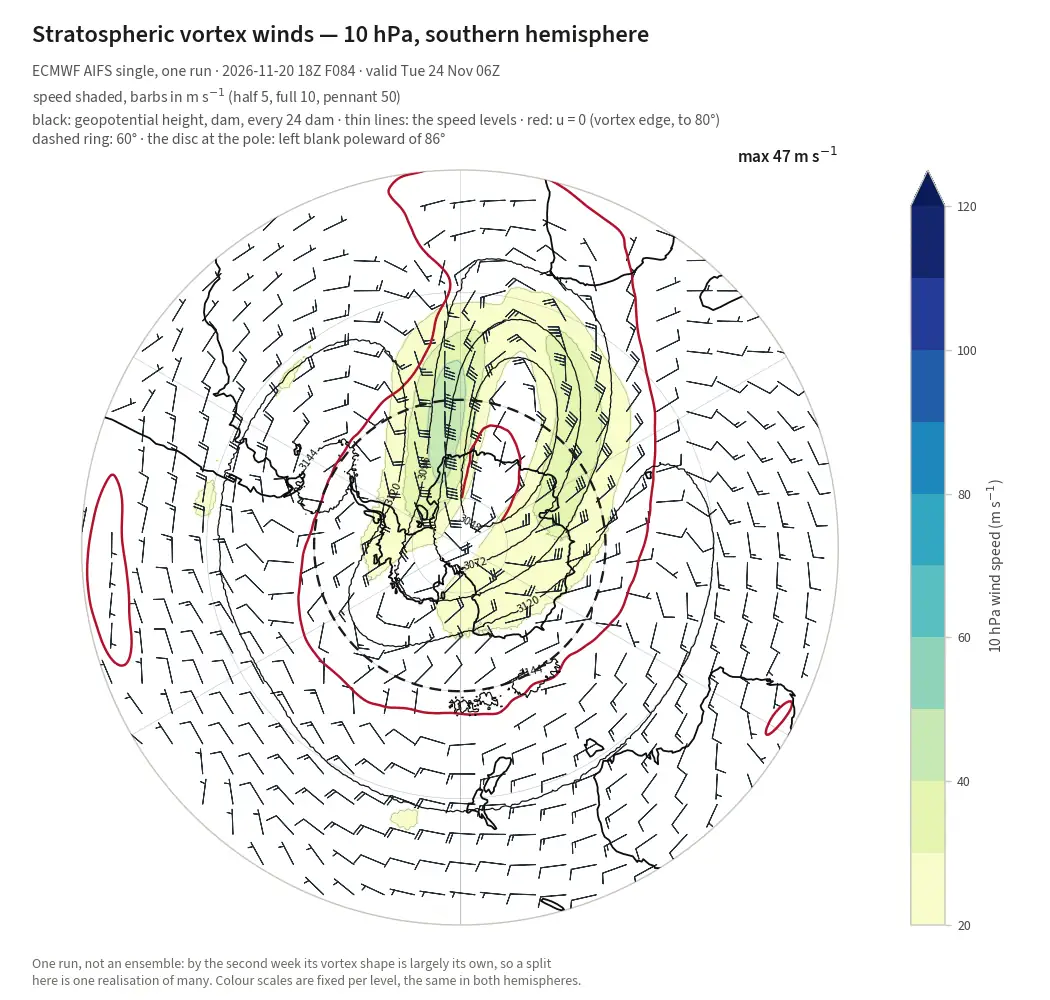 Stratospheric vortex winds — 10 hPa, southern hemisphere
ECMWF AIFS single, one run · 2026-11-20 18Z F084 · valid Tue 24 Nov 06Z
speed shaded, barbs in m s⁻¹ (half 5, full 10, pennant 50)
black: geopotential height, dam, every 24 dam · thin lines: the speed levels · red: u = 0 (vortex edge, to 80°)
dashed ring: 60° · the disc at the pole: left blank poleward of 86°
max 47 m s⁻¹
120
100
80
60
40
20
10 hPa wind speed (m s⁻¹)
3144
3048
3072
3120
One run, not an ensemble: by the second week its vortex shape is largely its own, so a split
here is one realisation of many. Colour scales are fixed per level, the same in both hemispheres.